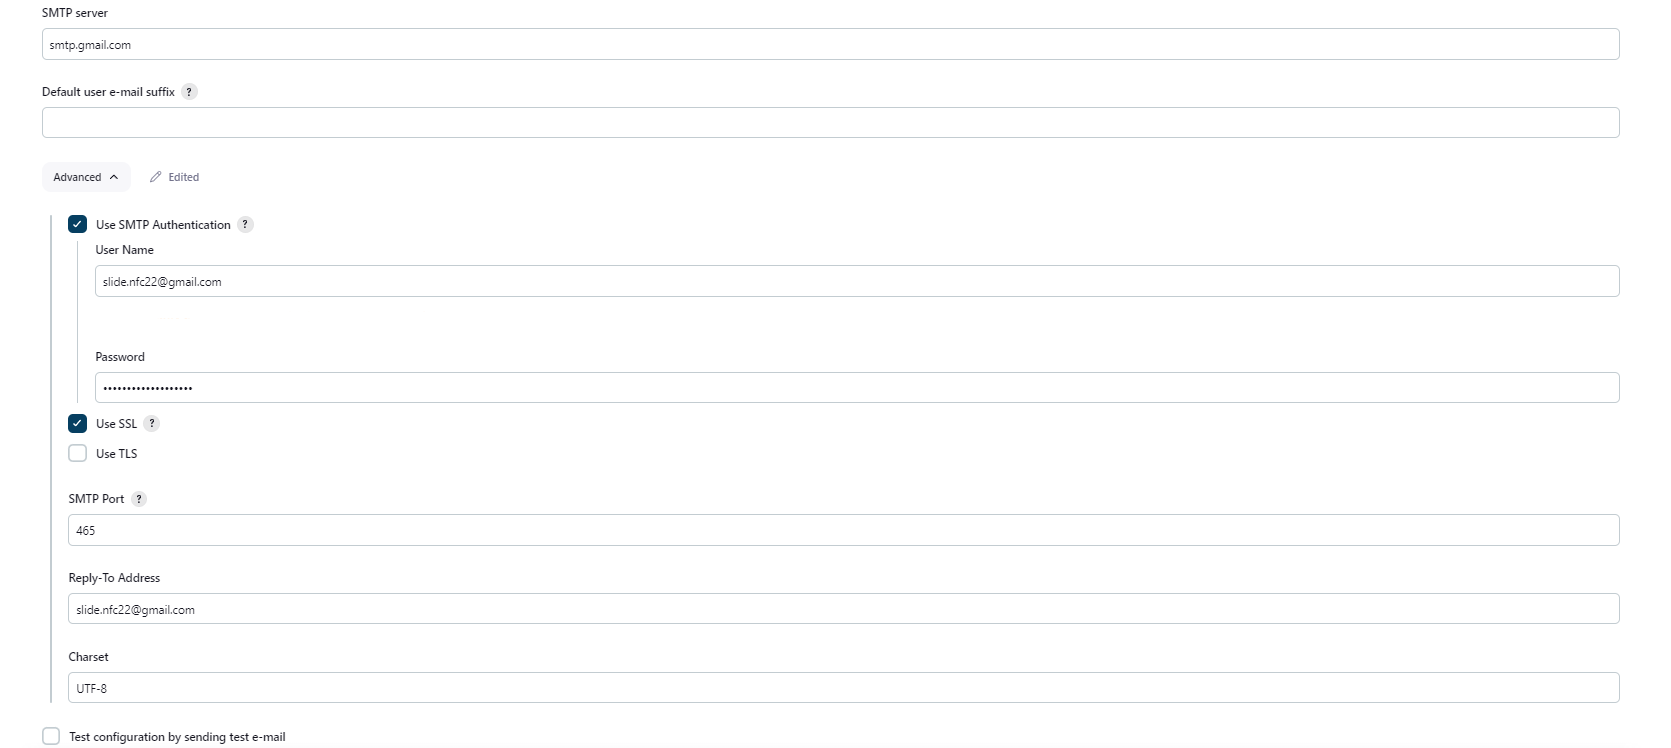 SMTP server
smtp.gmail.com
Default user e-mail suffix ?
Advanced Edited
Use SMTP Authentication ?
User Name
slide.nfc22@gmail.com
Password
•••••••••••••••••••
Use SSL ?
Use TLS
SMTP Port ?
465
Reply-To Address
slide.nfc22@gmail.com
Charset
UTF-8
Test configuration by sending test e-mail